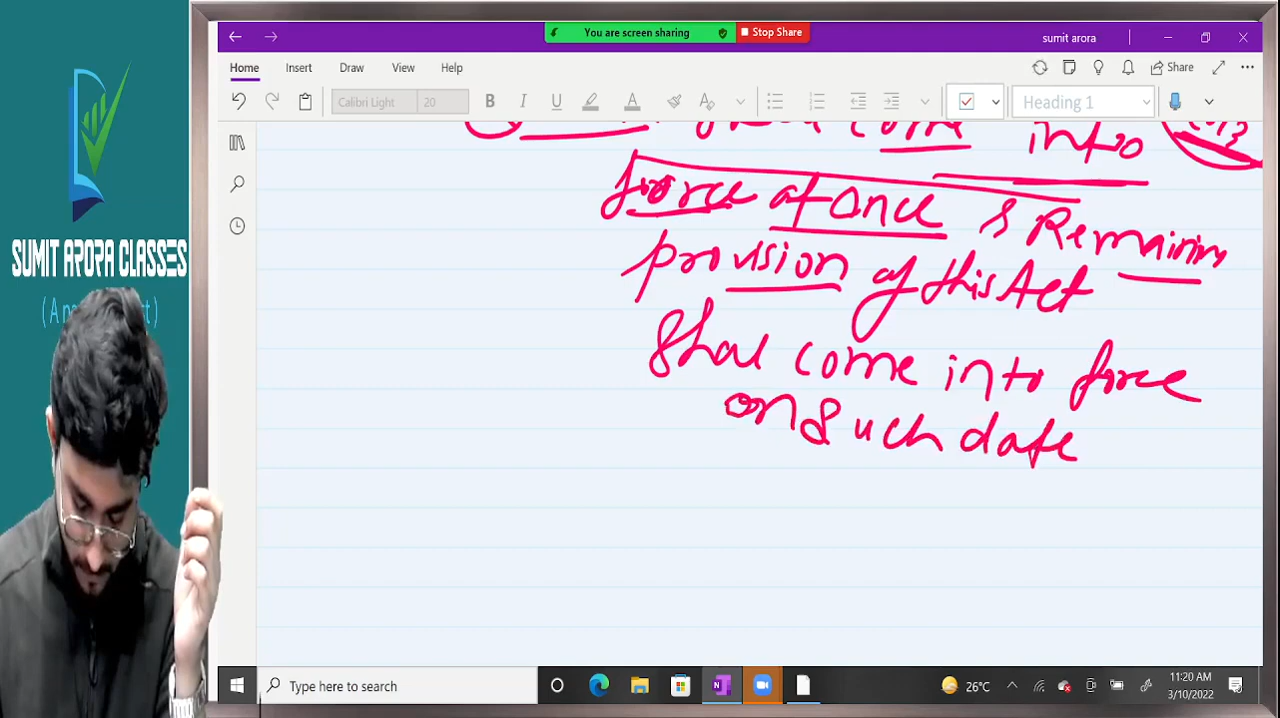 You are screen sharing
Stop Share
sumit arora
Home Insert Draw View Help
Share
Calibri Light 20 B I U A Heading 1
come into
force at Once & Remaining
provision of this Act
Shall come into force
on such date
SUMIT ARORA CLASSES
Type here to search
26°C
11:20 AM
3/10/2022